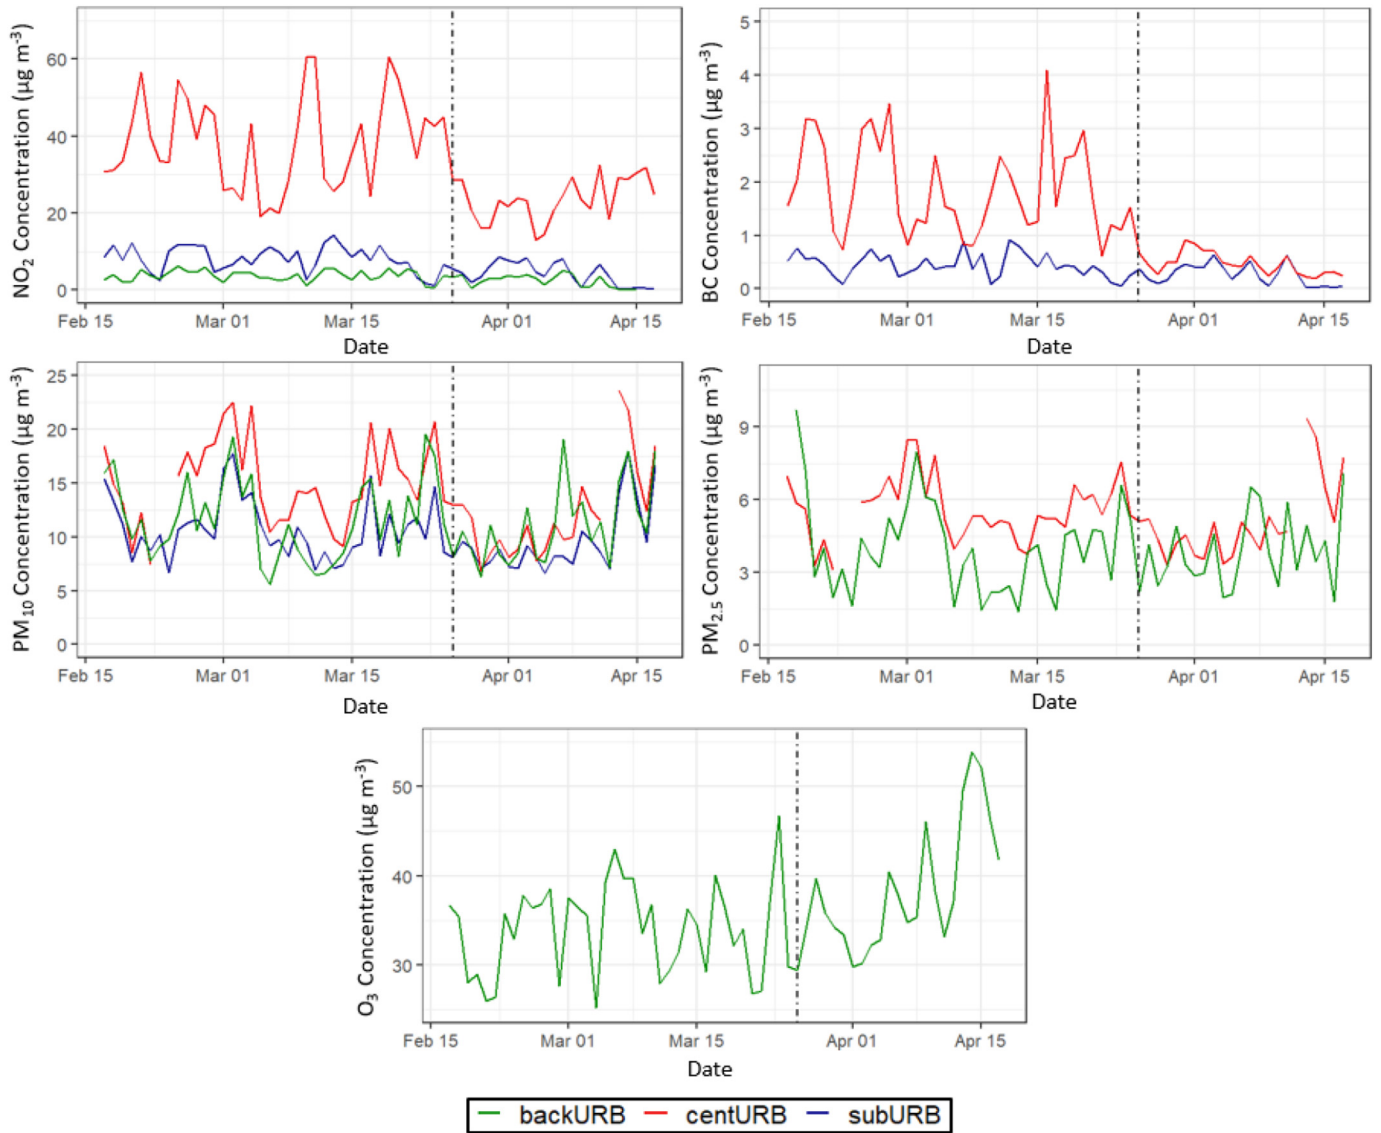 NO₂ Concentration (µg m⁻³)
60
40
20
0
Feb 15 Mar 01 Mar 15 Apr 01 Apr 15
Date
BC Concentration (µg m⁻³)
5
4
3
2
1
0
Feb 15 Mar 01 Mar 15 Apr 01 Apr 15
Date
PM₁₀ Concentration (µg m⁻³)
25
20
15
10
5
0
Feb 15 Mar 01 Mar 15 Apr 01 Apr 15
Date
PM₂.₅ Concentration (µg m⁻³)
9
6
3
0
Feb 15 Mar 01 Mar 15 Apr 01 Apr 15
Date
O₃ Concentration (µg m⁻³)
50
40
30
Feb 15 Mar 01 Mar 15 Apr 01 Apr 15
Date
backURB centURB subURB